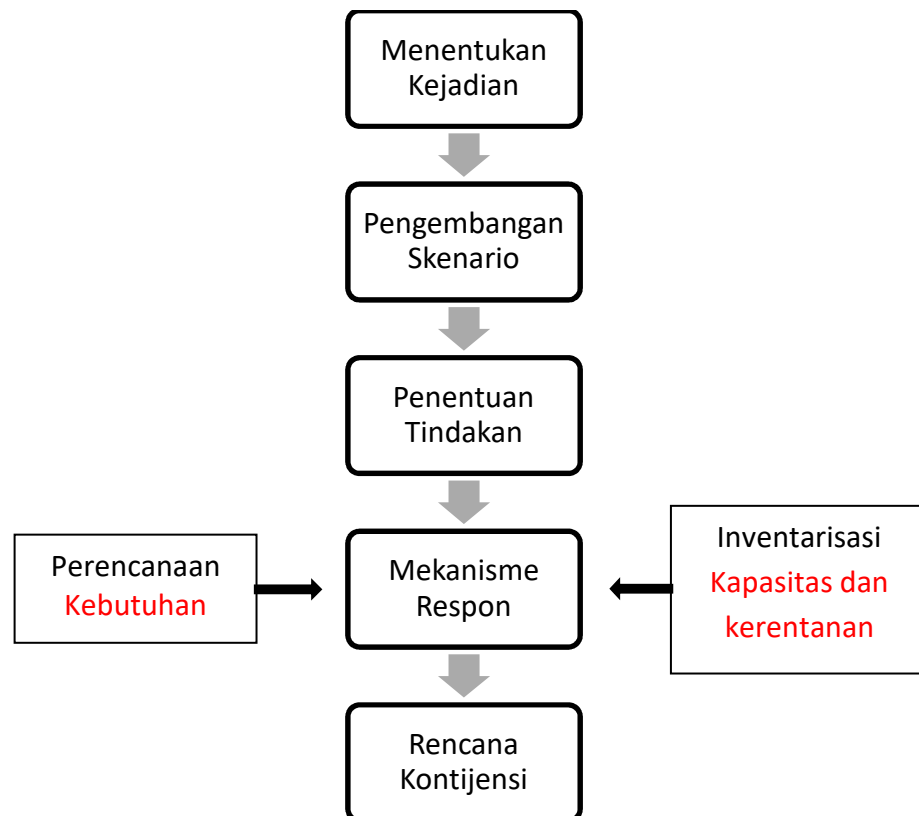 Menentukan
Kejadian
Pengembangan
Skenario
Penentuan
Tindakan
Perencanaan
Kebutuhan
Mekanisme
Respon
Inventarisasi
Kapasitas dan
kerentanan
Rencana
Kontijensi